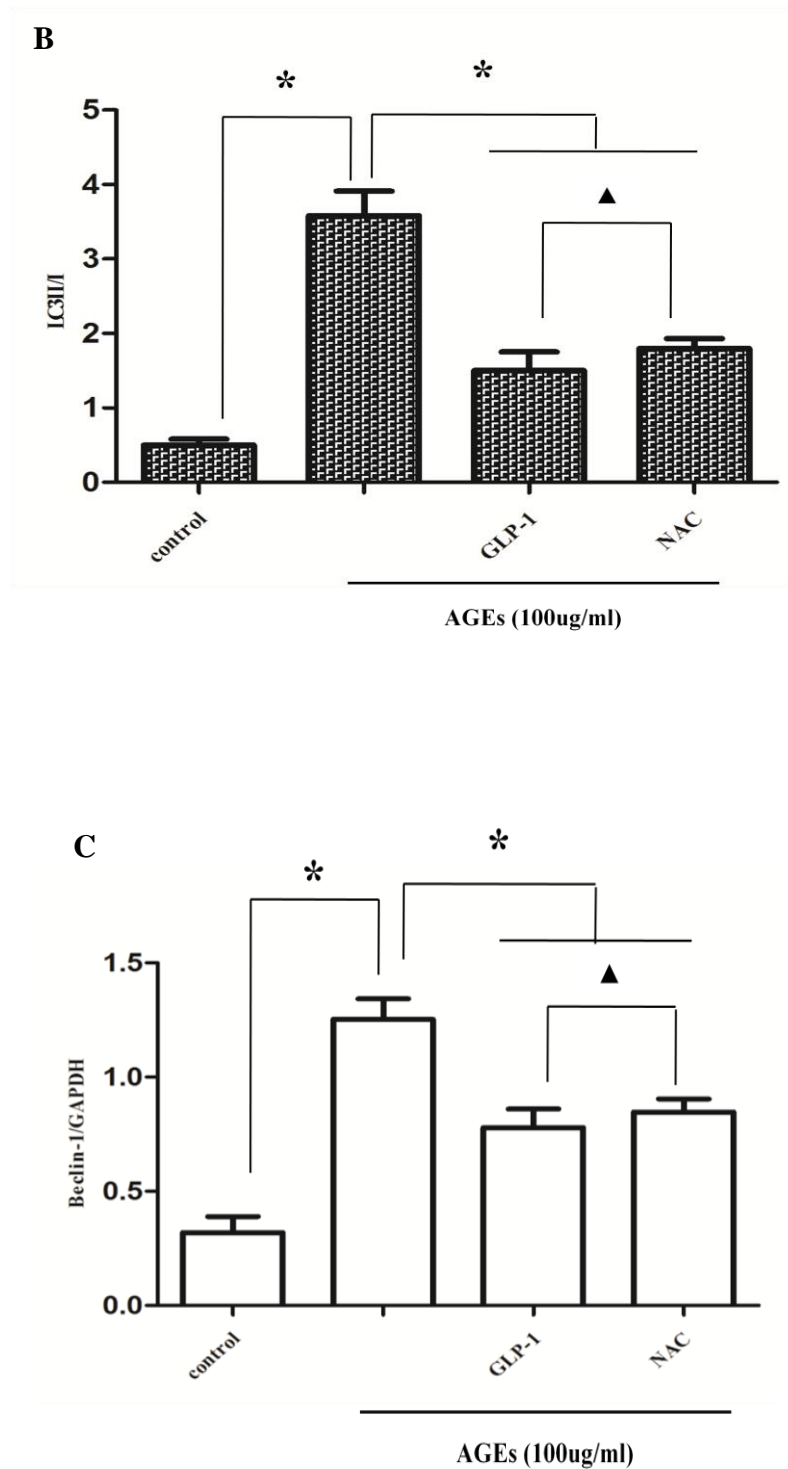 B
*
*
5
4
▲
3
LC3II/I
2
1
0
control
GLP-1
NAC
AGEs (100ug/ml)
C
*
*
1.5
▲
1.0
Beclin-1/GAPDH
0.5
0.0
control
GLP-1
NAC
AGEs (100ug/ml)